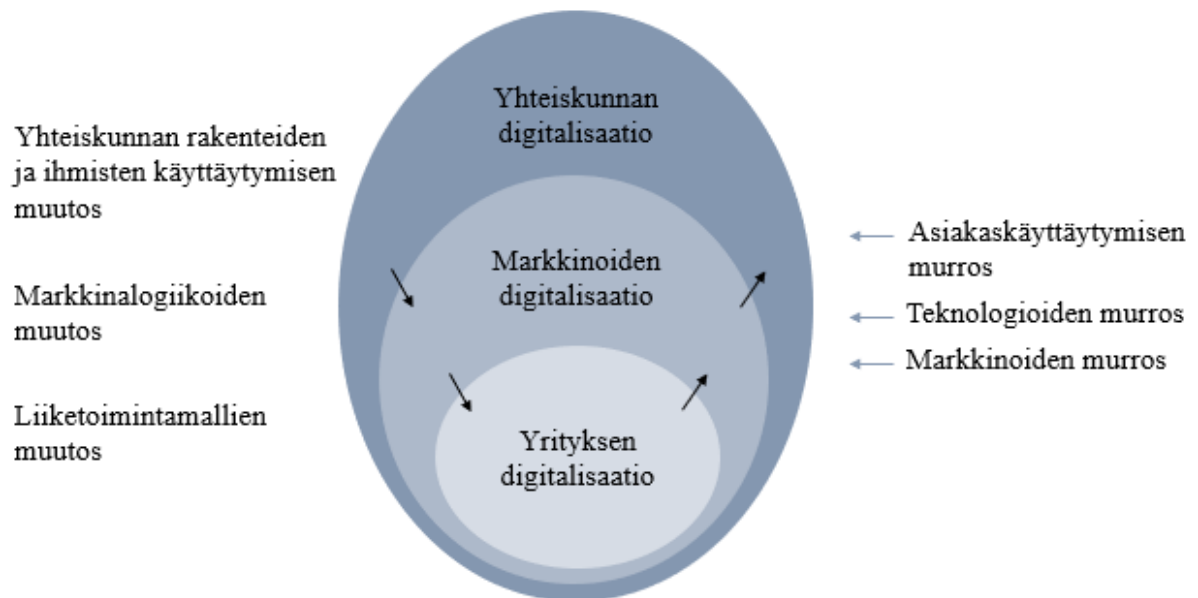 Yhteiskunnan
digitalisaatio
Yhteiskunnan rakenteiden
ja ihmisten käyttäytymisen
muutos
Markkinoiden
digitalisaatio
Markkinalogiikoiden
muutos
Yrityksen
digitalisaatio
Liiketoimintamallien
muutos
Asiakaskäyttäytymisen
murros
Teknologioiden murros
Markkinoiden murros